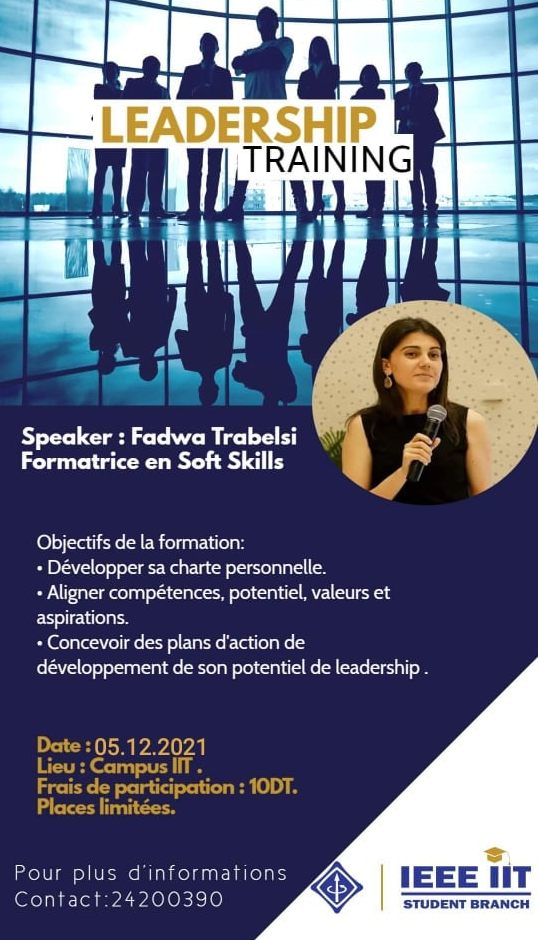 LEADERSHIP
TRAINING
Speaker : Fadwa Trabelsi
Formatrice en Soft Skills
Objectifs de la formation:
• Développer sa charte personnelle.
• Aligner compétences, potentiel, valeurs et
aspirations.
• Concevoir des plans d'action de
développement de son potentiel de leadership .
Date : 05.12.2021
Lieu : Campus IIT .
Frais de participation : 10DT.
Places limitées.
Pour plus d'informations
Contact:24200390
IEEE IIT
STUDENT BRANCH